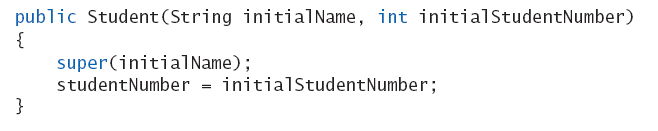 public Student(String initialName, int initialStudentNumber)
{
    super(initialName);
    studentNumber = initialStudentNumber;
}